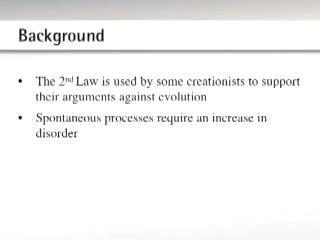 Background
• The 2nd Law is used by some creationists to support
their arguments against evolution
• Spontaneous processes require an increase in
disorder